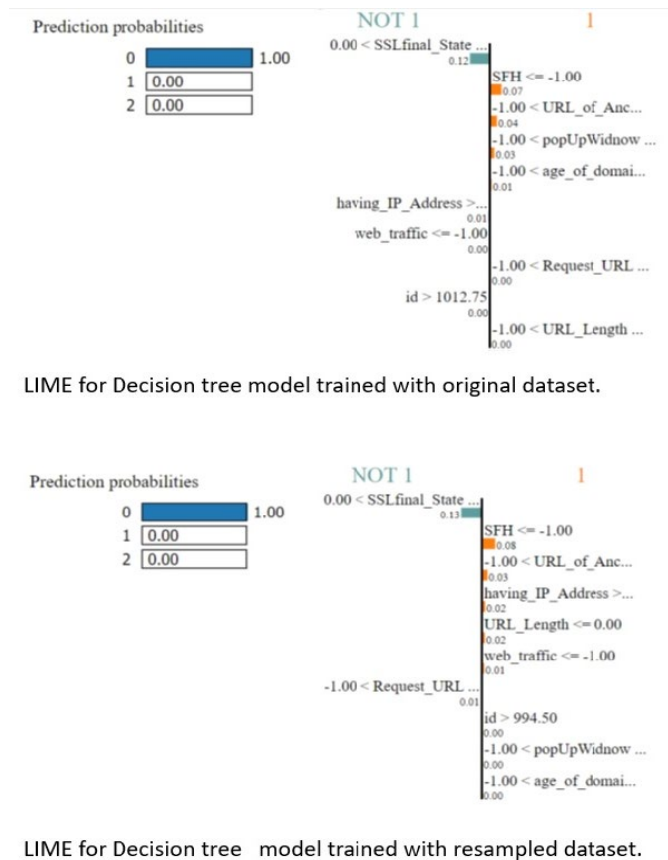 Prediction probabilities
0 1.00
1 0.00
2 0.00
NOT 1 1
0.00 < SSLfinal_State ...
0.12
SFH <= -1.00
0.07
-1.00 < URL_of_Anc...
0.04
-1.00 < popUpWidnow ...
0.03
-1.00 < age_of_domai...
0.01
having_IP_Address >...
0.01
web_traffic <= -1.00
0.00
-1.00 < Request_URL ...
0.00
id > 1012.75
0.00
-1.00 < URL_Length ...
0.00
LIME for Decision tree model trained with original dataset.
Prediction probabilities
0 1.00
1 0.00
2 0.00
NOT 1 1
0.00 < SSLfinal_State ...
0.13
SFH <= -1.00
0.08
-1.00 < URL_of_Anc...
0.03
having_IP_Address >...
0.02
URL_Length <= 0.00
0.02
web_traffic <= -1.00
0.01
-1.00 < Request_URL ...
0.01
id > 994.50
0.00
-1.00 < popUpWidnow ...
0.00
-1.00 < age_of_domai...
0.00
LIME for Decision tree model trained with resampled dataset.